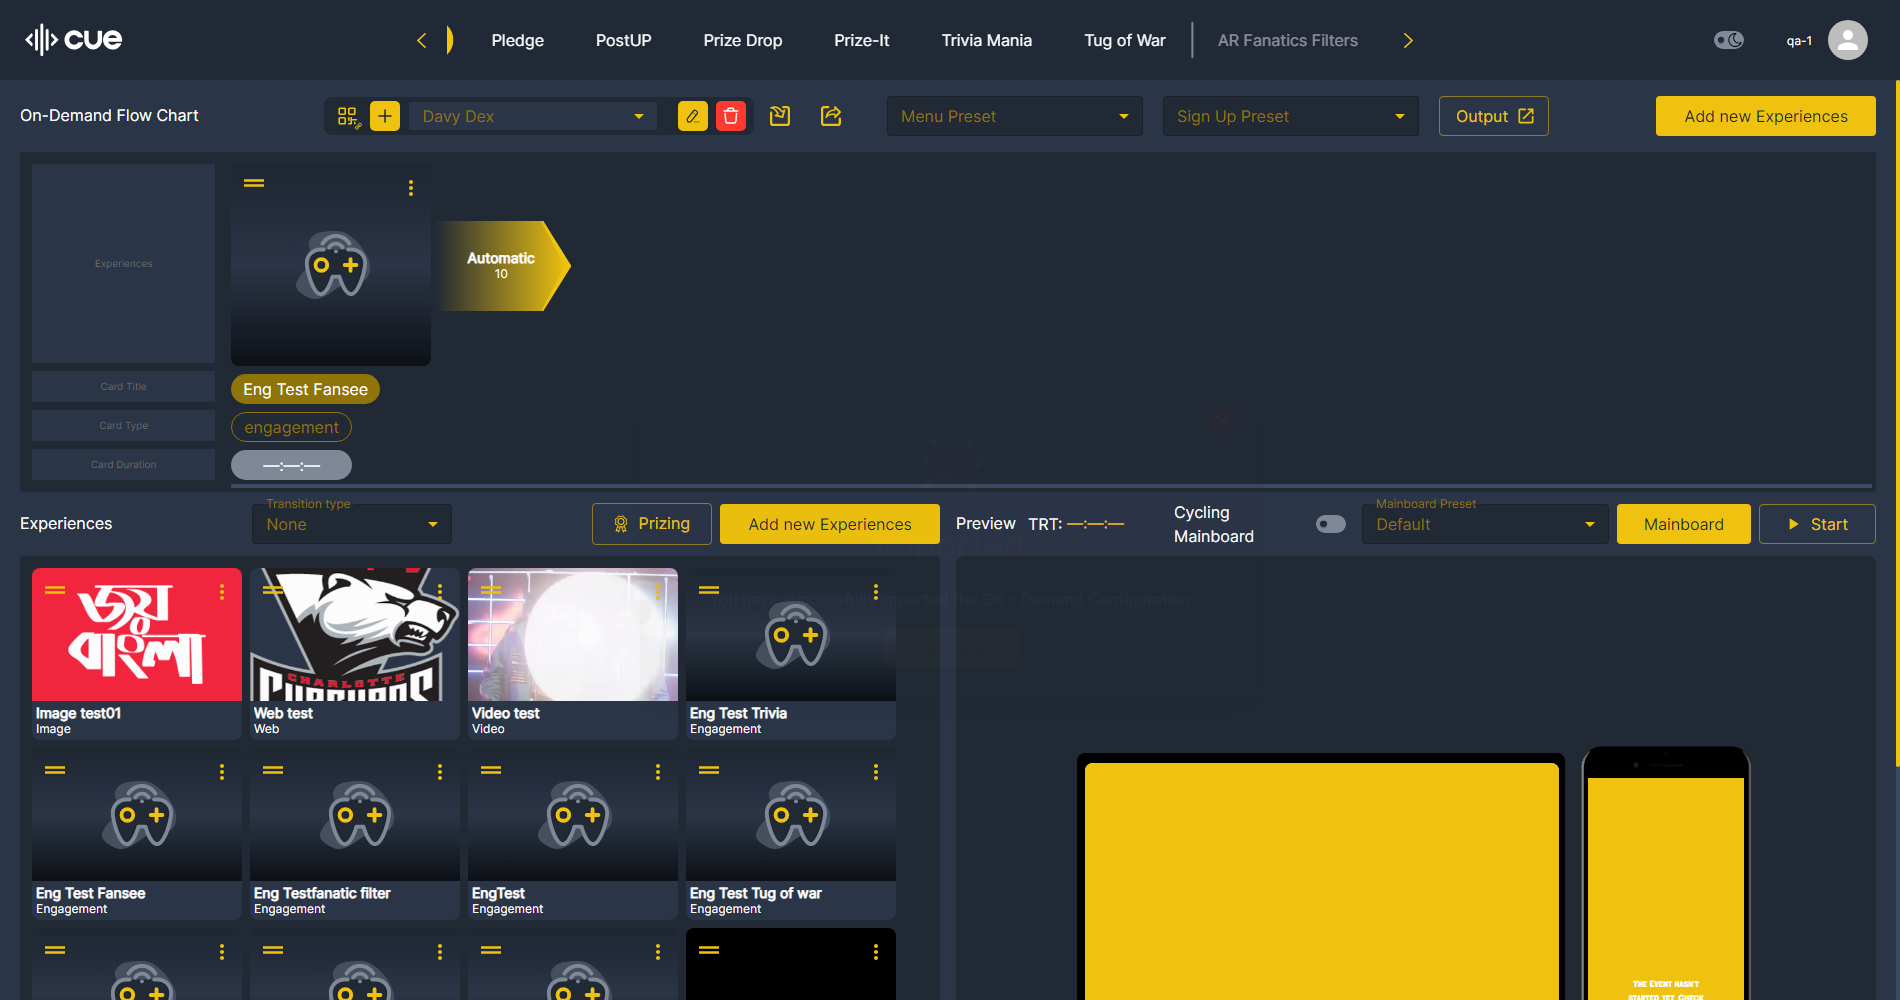 cue
Pledge
PostUP
Prize Drop
Prize-It
Trivia Mania
Tug of War
AR Fanatics Filters
qa-1
On-Demand Flow Chart
Davy Dex
Menu Preset
Sign Up Preset
Output
Add new Experiences
Experiences
Automatic
10
Card Title
Eng Test Fansee
Card Type
engagement
Card Duration
—:—:—
Experiences
Transition type
None
Prizing
Add new Experiences
Preview
TRT: —:—:—
Cycling
Mainboard
Mainboard Preset
Default
Mainboard
Start
Imported
You have successfully imported the On - Demand Configuration
জয়
বাংলা
CHARLOTTE
Image test01
Image
Web test
Web
Video test
Video
Eng Test Trivia
Engagement
Eng Test Fansee
Engagement
Eng Testfanatic filter
Engagement
EngTest
Engagement
Eng Test Tug of war
Engagement
The Event hasn't
started yet. Check